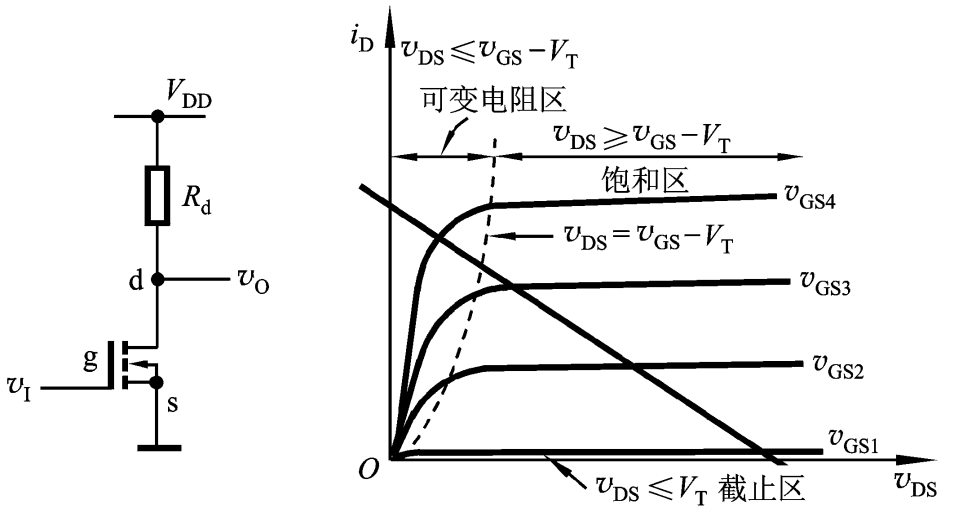 V_DD
R_d
d
v_O
g
v_I
s
i_D
v_DS ≤ v_GS − V_T
可变电阻区
v_DS ≥ v_GS − V_T
饱和区
v_GS4
v_DS = v_GS − V_T
v_GS3
v_GS2
v_GS1
O
v_DS ≤ V_T 截止区
v_DS